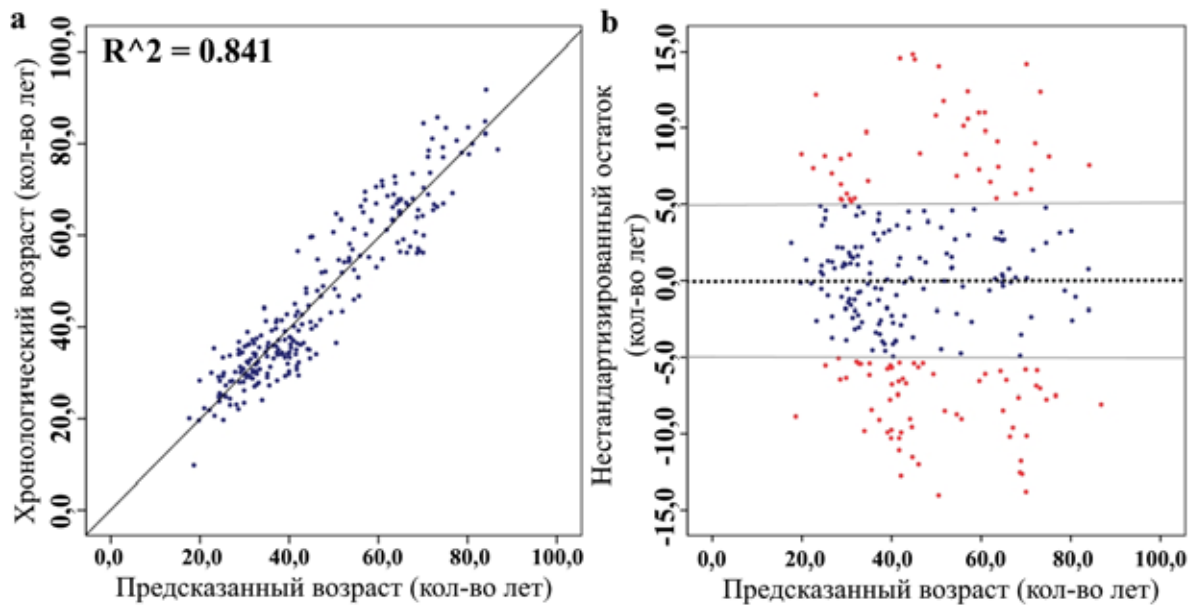 a
R^2 = 0.841
Хронологический возраст (кол-во лет)
100,0
80,0
60,0
40,0
20,0
0,0
0,0 20,0 40,0 60,0 80,0 100,0
Предсказанный возраст (кол-во лет)
b
Нестандартизированный остаток
(кол-во лет)
15,0
10,0
5,0
0,0
-5,0
-10,0
-15,0
0,0 20,0 40,0 60,0 80,0 100,0
Предсказанный возраст (кол-во лет)